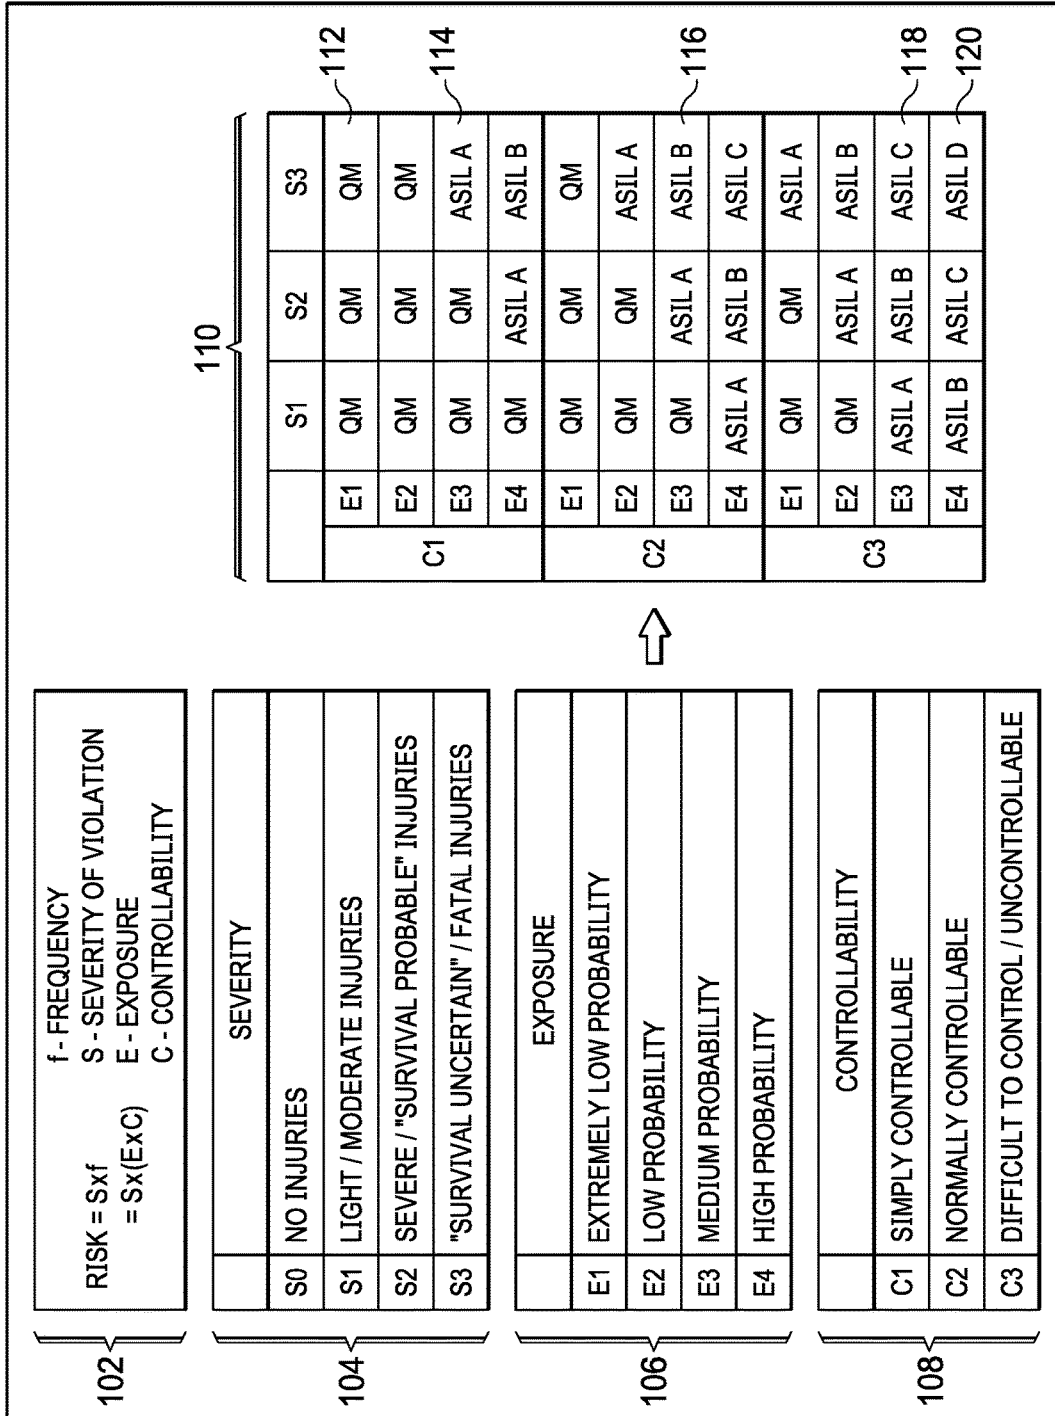 102
RISK = Sxf
= Sx(ExC)
f - FREQUENCY
S - SEVERITY OF VIOLATION
E - EXPOSURE
C - CONTROLLABILITY
104
SEVERITY
S0 NO INJURIES
S1 LIGHT / MODERATE INJURIES
S2 SEVERE / "SURVIVAL PROBABLE" INJURIES
S3 "SURVIVAL UNCERTAIN" / FATAL INJURIES
106
EXPOSURE
E1 EXTREMELY LOW PROBABILITY
E2 LOW PROBABILITY
E3 MEDIUM PROBABILITY
E4 HIGH PROBABILITY
108
CONTROLLABILITY
C1 SIMPLY CONTROLLABLE
C2 NORMALLY CONTROLLABLE
C3 DIFFICULT TO CONTROL / UNCONTROLLABLE
110
S1 S2 S3
C1
E1 QM QM QM 112
E2 QM QM QM
E3 QM QM ASIL A 114
E4 QM ASIL A ASIL B
C2
E1 QM QM QM
E2 QM QM ASIL A
E3 QM ASIL A ASIL B 116
E4 ASIL A ASIL B ASIL C
C3
E1 QM QM ASIL A
E2 QM ASIL A ASIL B
E3 ASIL A ASIL B ASIL C 118
E4 ASIL B ASIL C ASIL D 120